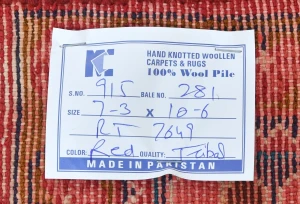 KC
HAND KNOTTED WOOLLEN
CARPETS & RUGS
100% Wool Pile
S.NO. 915 BALE NO. 281
SIZE 7-3 x 10-6
RT 7649
COLOR: Red QUALITY: Tribal
MADE IN PAKISTAN